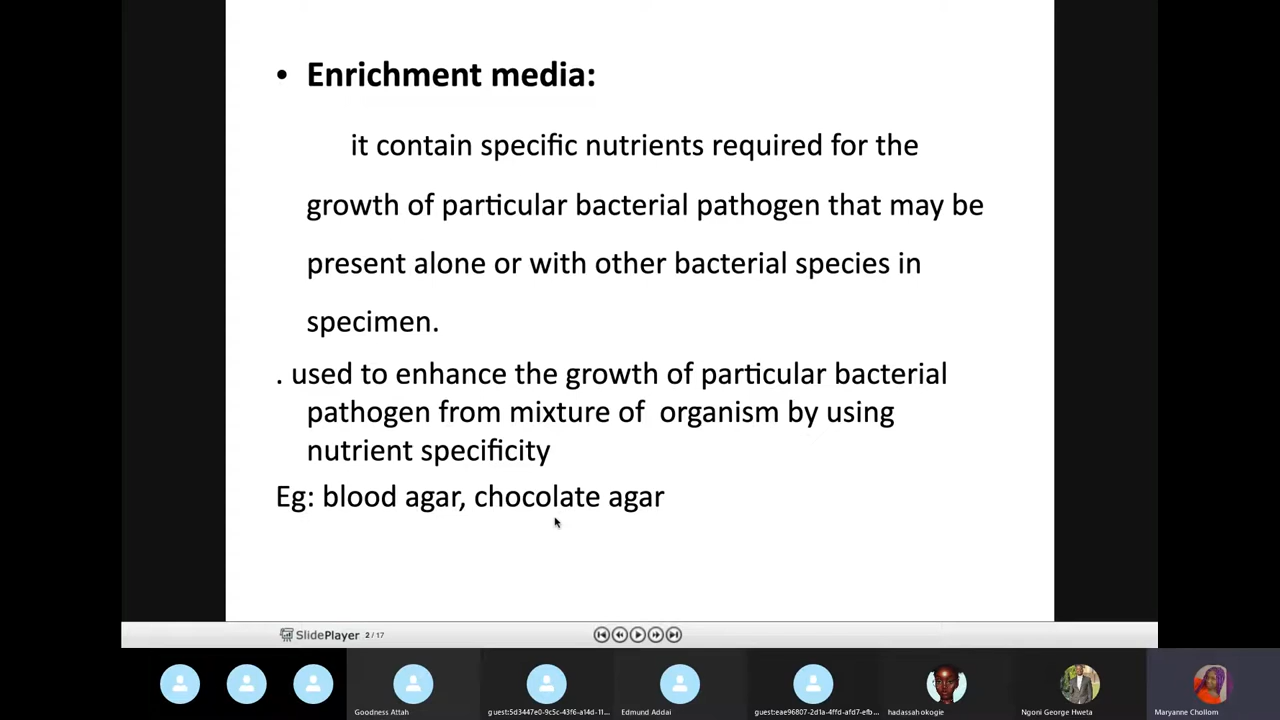 • Enrichment media:
it contain specific nutrients required for the
growth of particular bacterial pathogen that may be
present alone or with other bacterial species in
specimen.
. used to enhance the growth of particular bacterial
pathogen from mixture of organism by using
nutrient specificity
Eg: blood agar, chocolate agar
SlidePlayer 2 / 17
Goodness Attah
guest:5d3447e0-9c5c-43f6-a14d-11...
Edmund Addai
guest:eae96807-2d1a-4ffd-afd7-efb...
hadassah okogie
Ngoni George Hweta
Maryanne Chollom